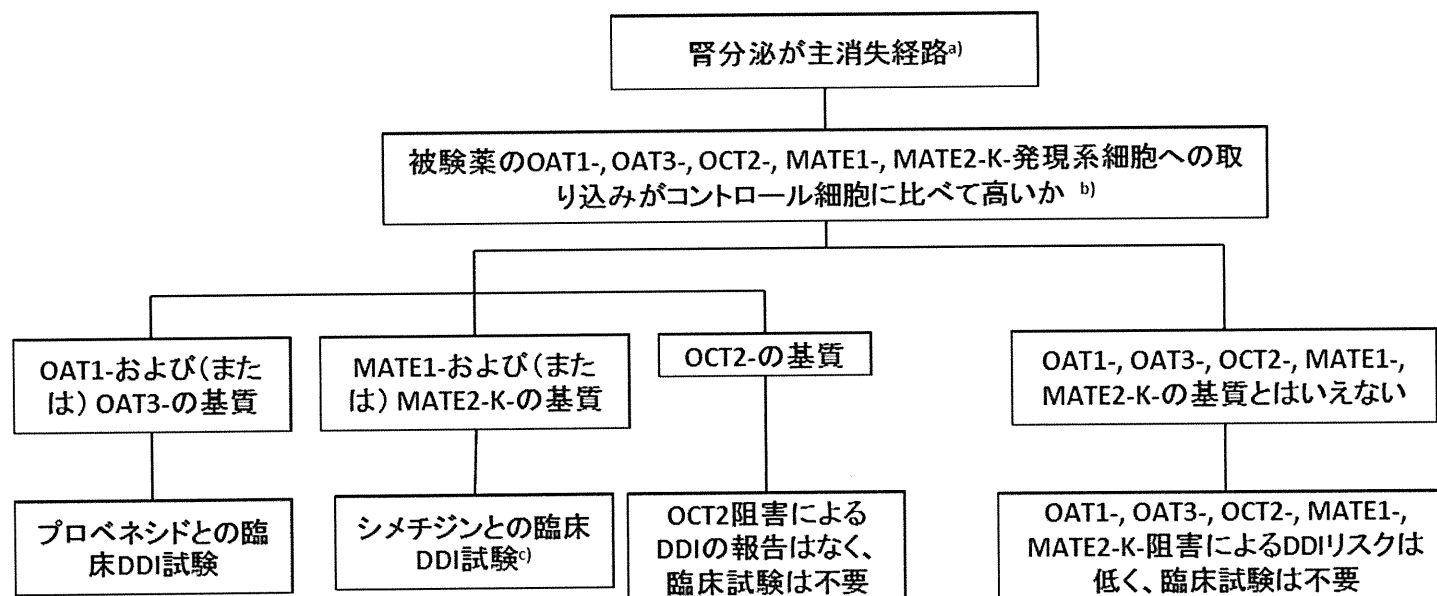 腎分泌が主消失経路a)
被験薬のOAT1-, OAT3-, OCT2-, MATE1-, MATE2-K-発現系細胞への取
り込みがコントロール細胞に比べて高いか b)
OAT1-および(また
は) OAT3-の基質
MATE1-および(また
は) MATE2-K-の基質
OCT2-の基質
OAT1-, OAT3-, OCT2-, MATE1-,
MATE2-K-の基質とはいえない
プロベネシドとの臨
床DDI試験
シメチジンとの臨床
DDI試験c)
OCT2阻害による
DDIの報告はなく、
臨床試験は不要
OAT1-, OAT3-, OCT2-, MATE1-,
MATE2-K-阻害によるDDIリスクは
低く、臨床試験は不要